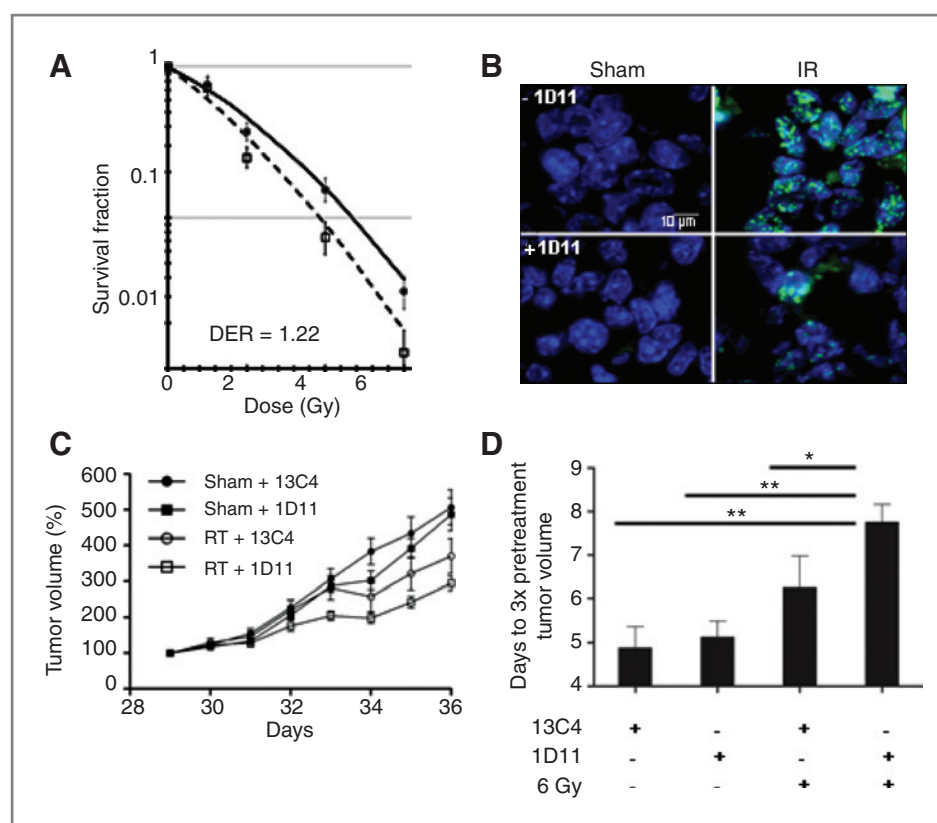 A
1
0.1
0.01
Survival fraction
DER = 1.22
0 2 4 6
Dose (Gy)
B
Sham IR
- 1D11
10 µm
+1D11
C
600
500
400
300
200
100
0
Tumor volume (%)
Sham + 13C4
Sham + 1D11
RT + 13C4
RT + 1D11
28 30 32 34 36
Days
D
9
8
7
6
5
4
Days to 3x pretreatment
tumor volume
*
**
**
13C4 + - + -
1D11 - + - +
6 Gy - - + +